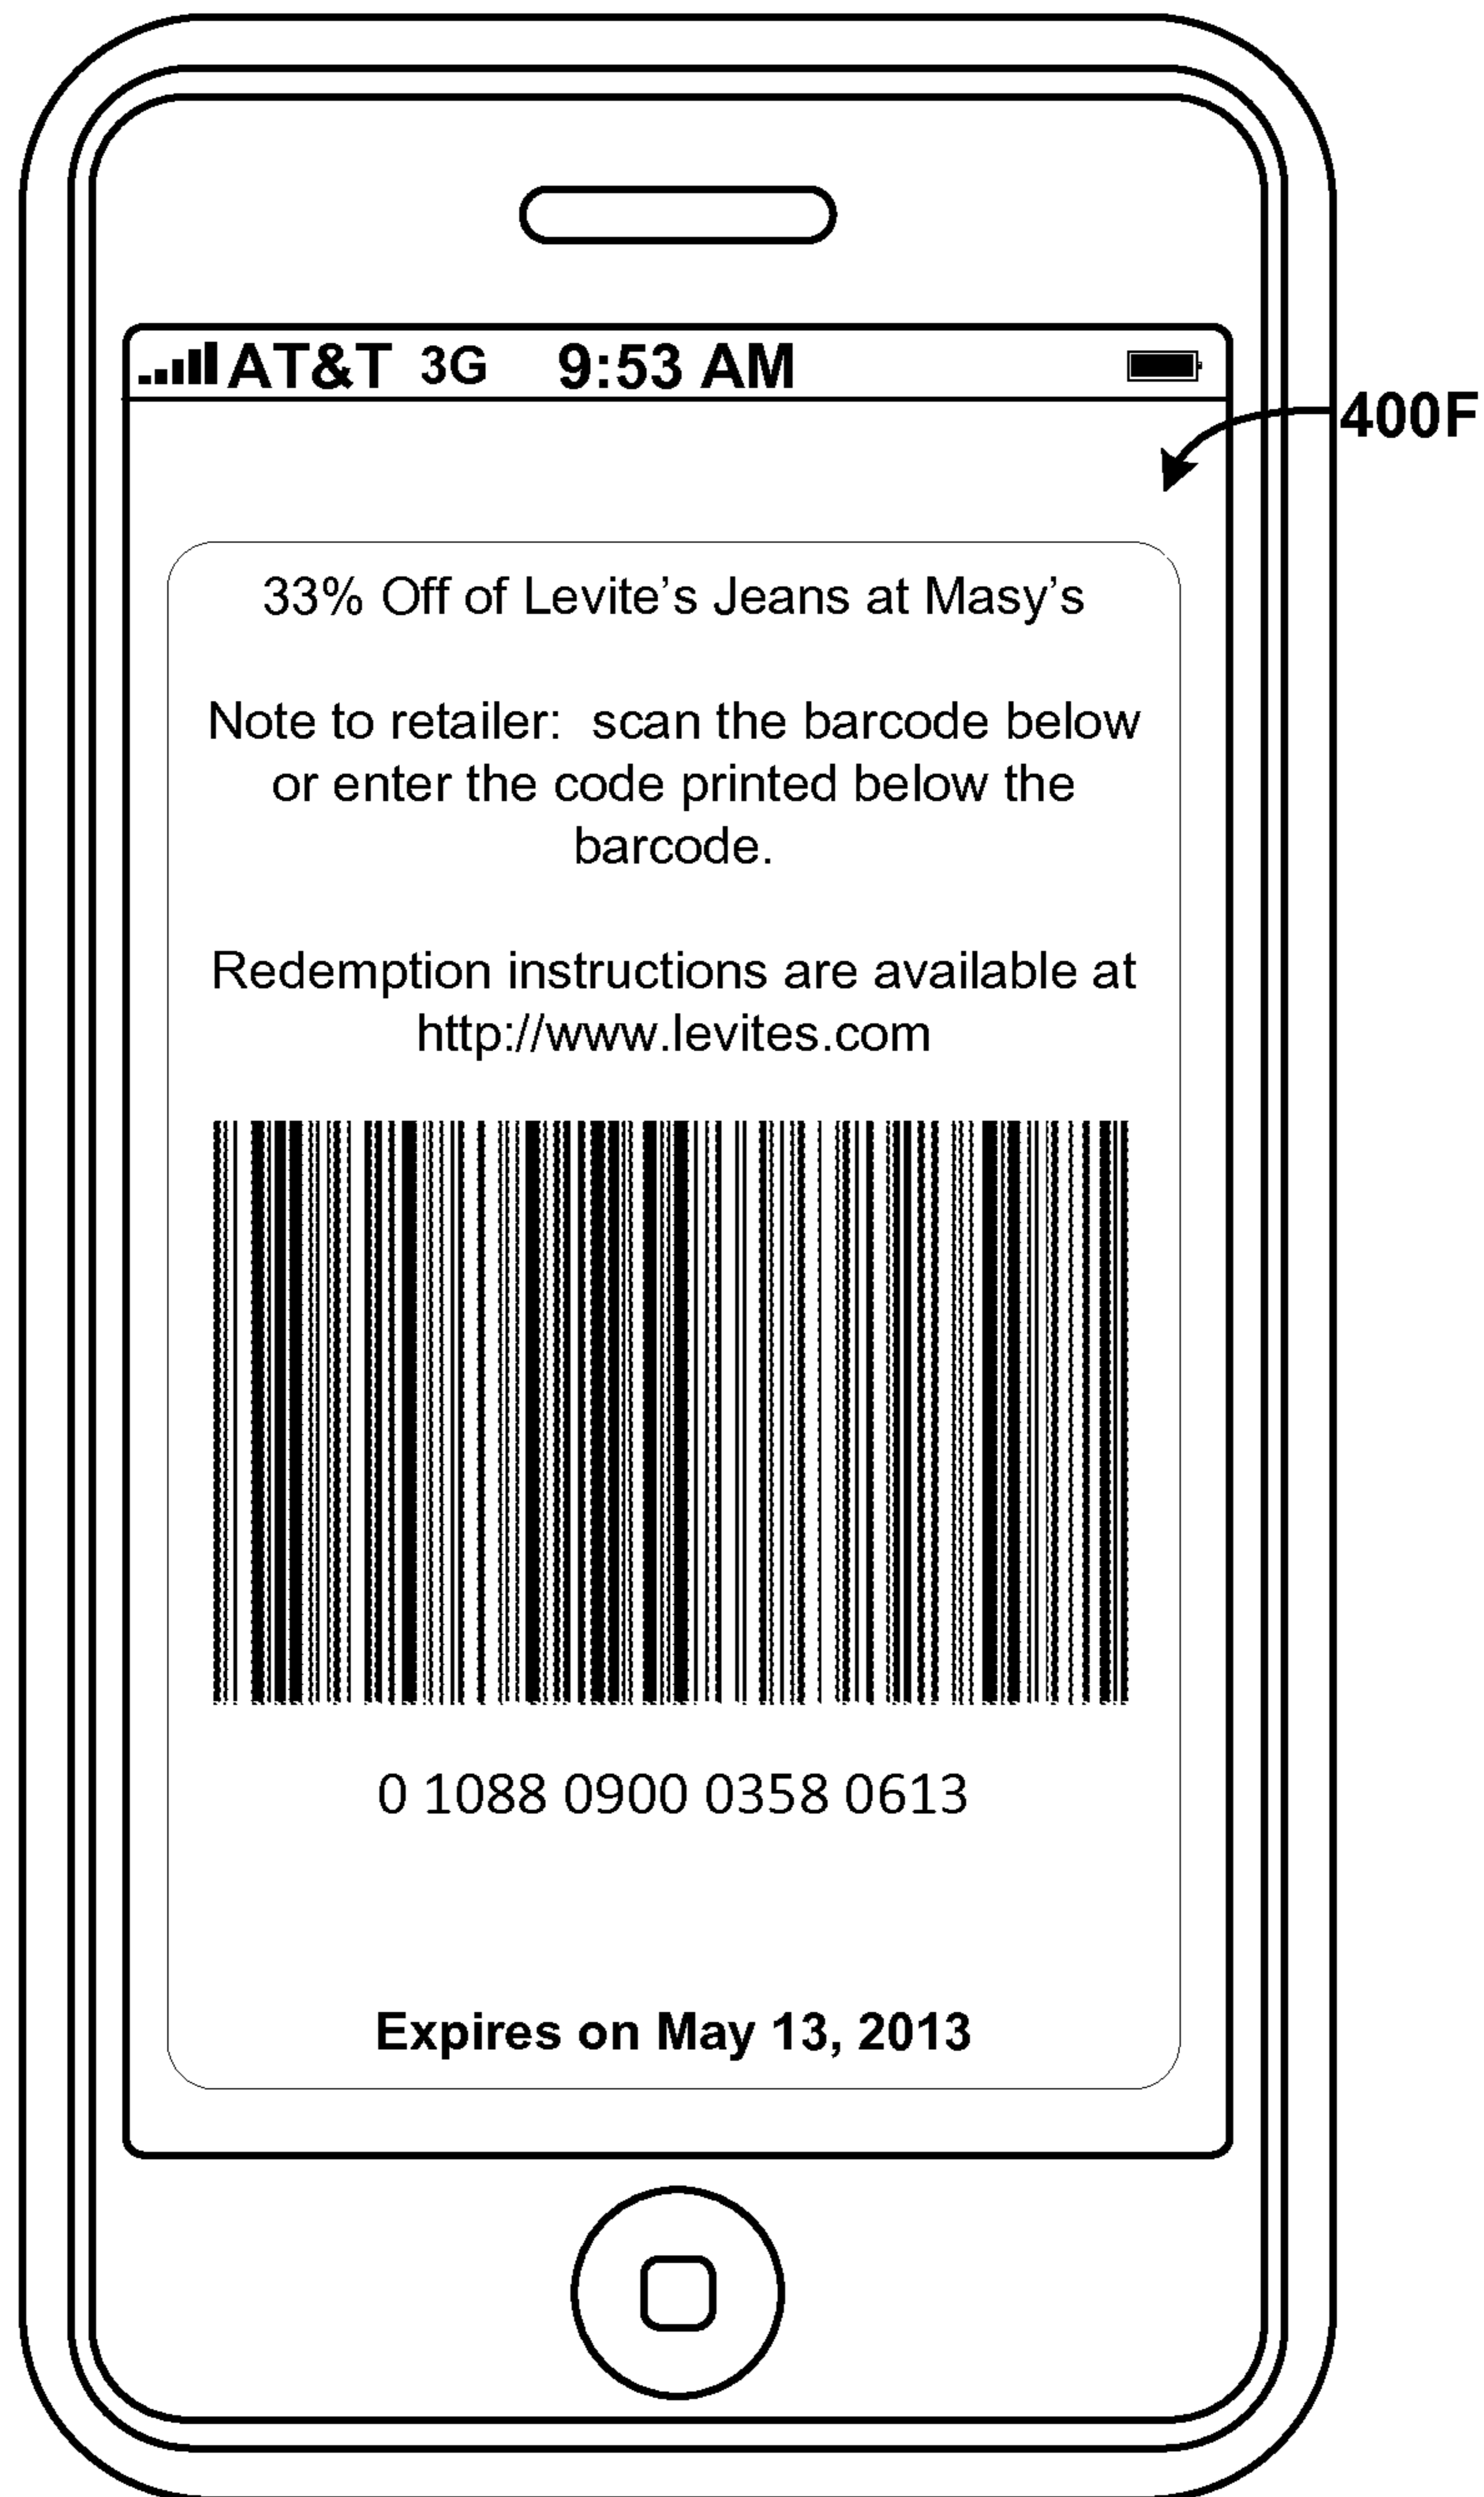 AT&T 3G 9:53 AM
400F
33% Off of Levite’s Jeans at Masy’s
Note to retailer:  scan the barcode below
or enter the code printed below the
barcode.
Redemption instructions are available at
http://www.levites.com
0 1088 0900 0358 0613
Expires on May 13, 2013